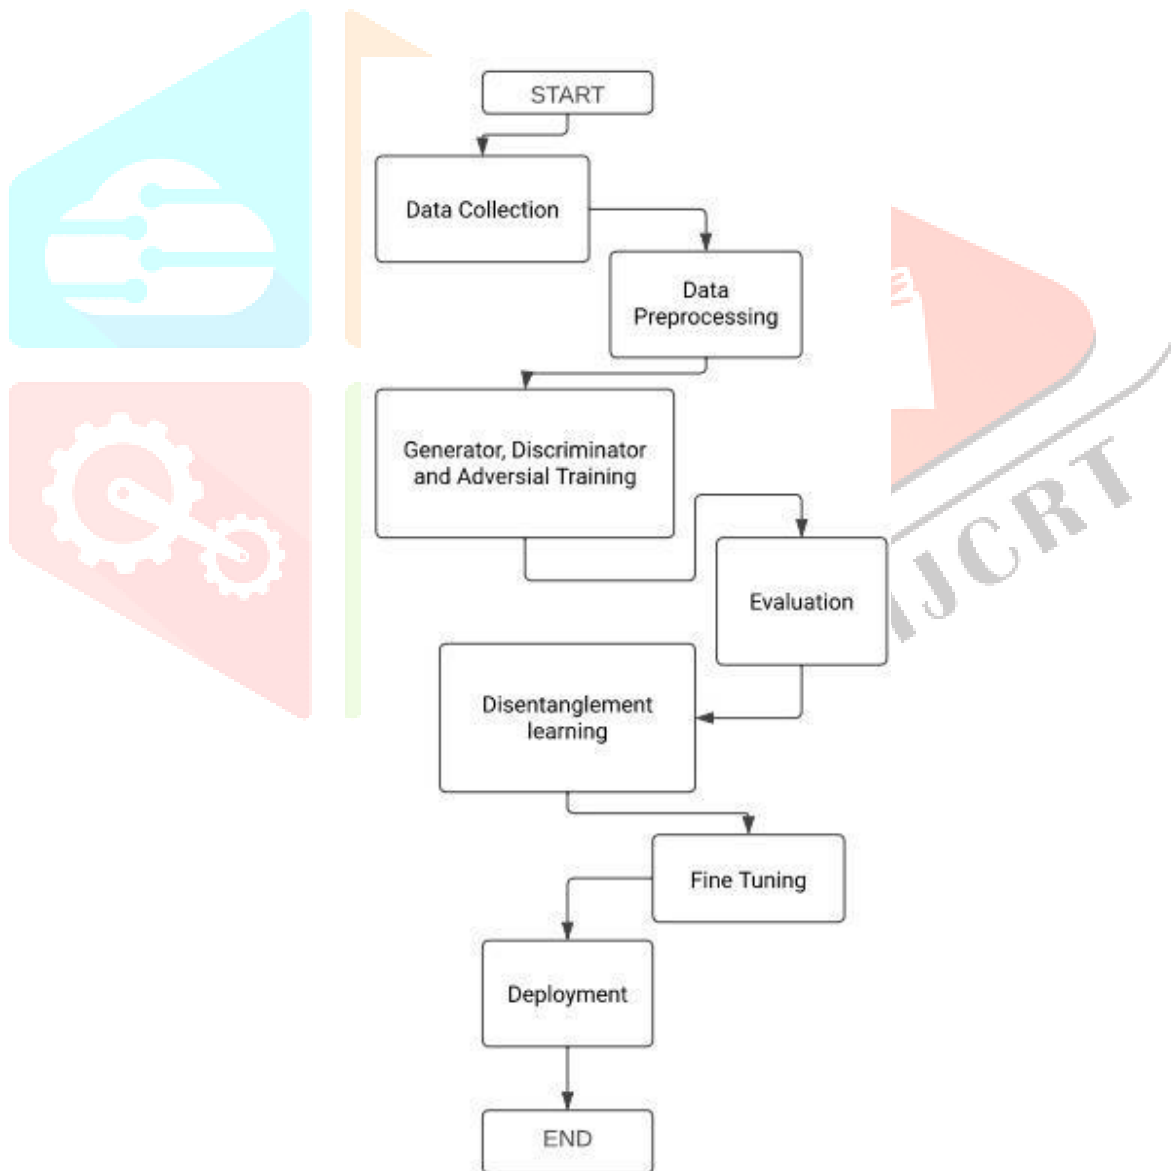 START
Data Collection
Data
Preprocessing
Generator, Discriminator
and Adversial Training
Evaluation
Disentanglement
learning
Fine Tuning
Deployment
END
IJCRT